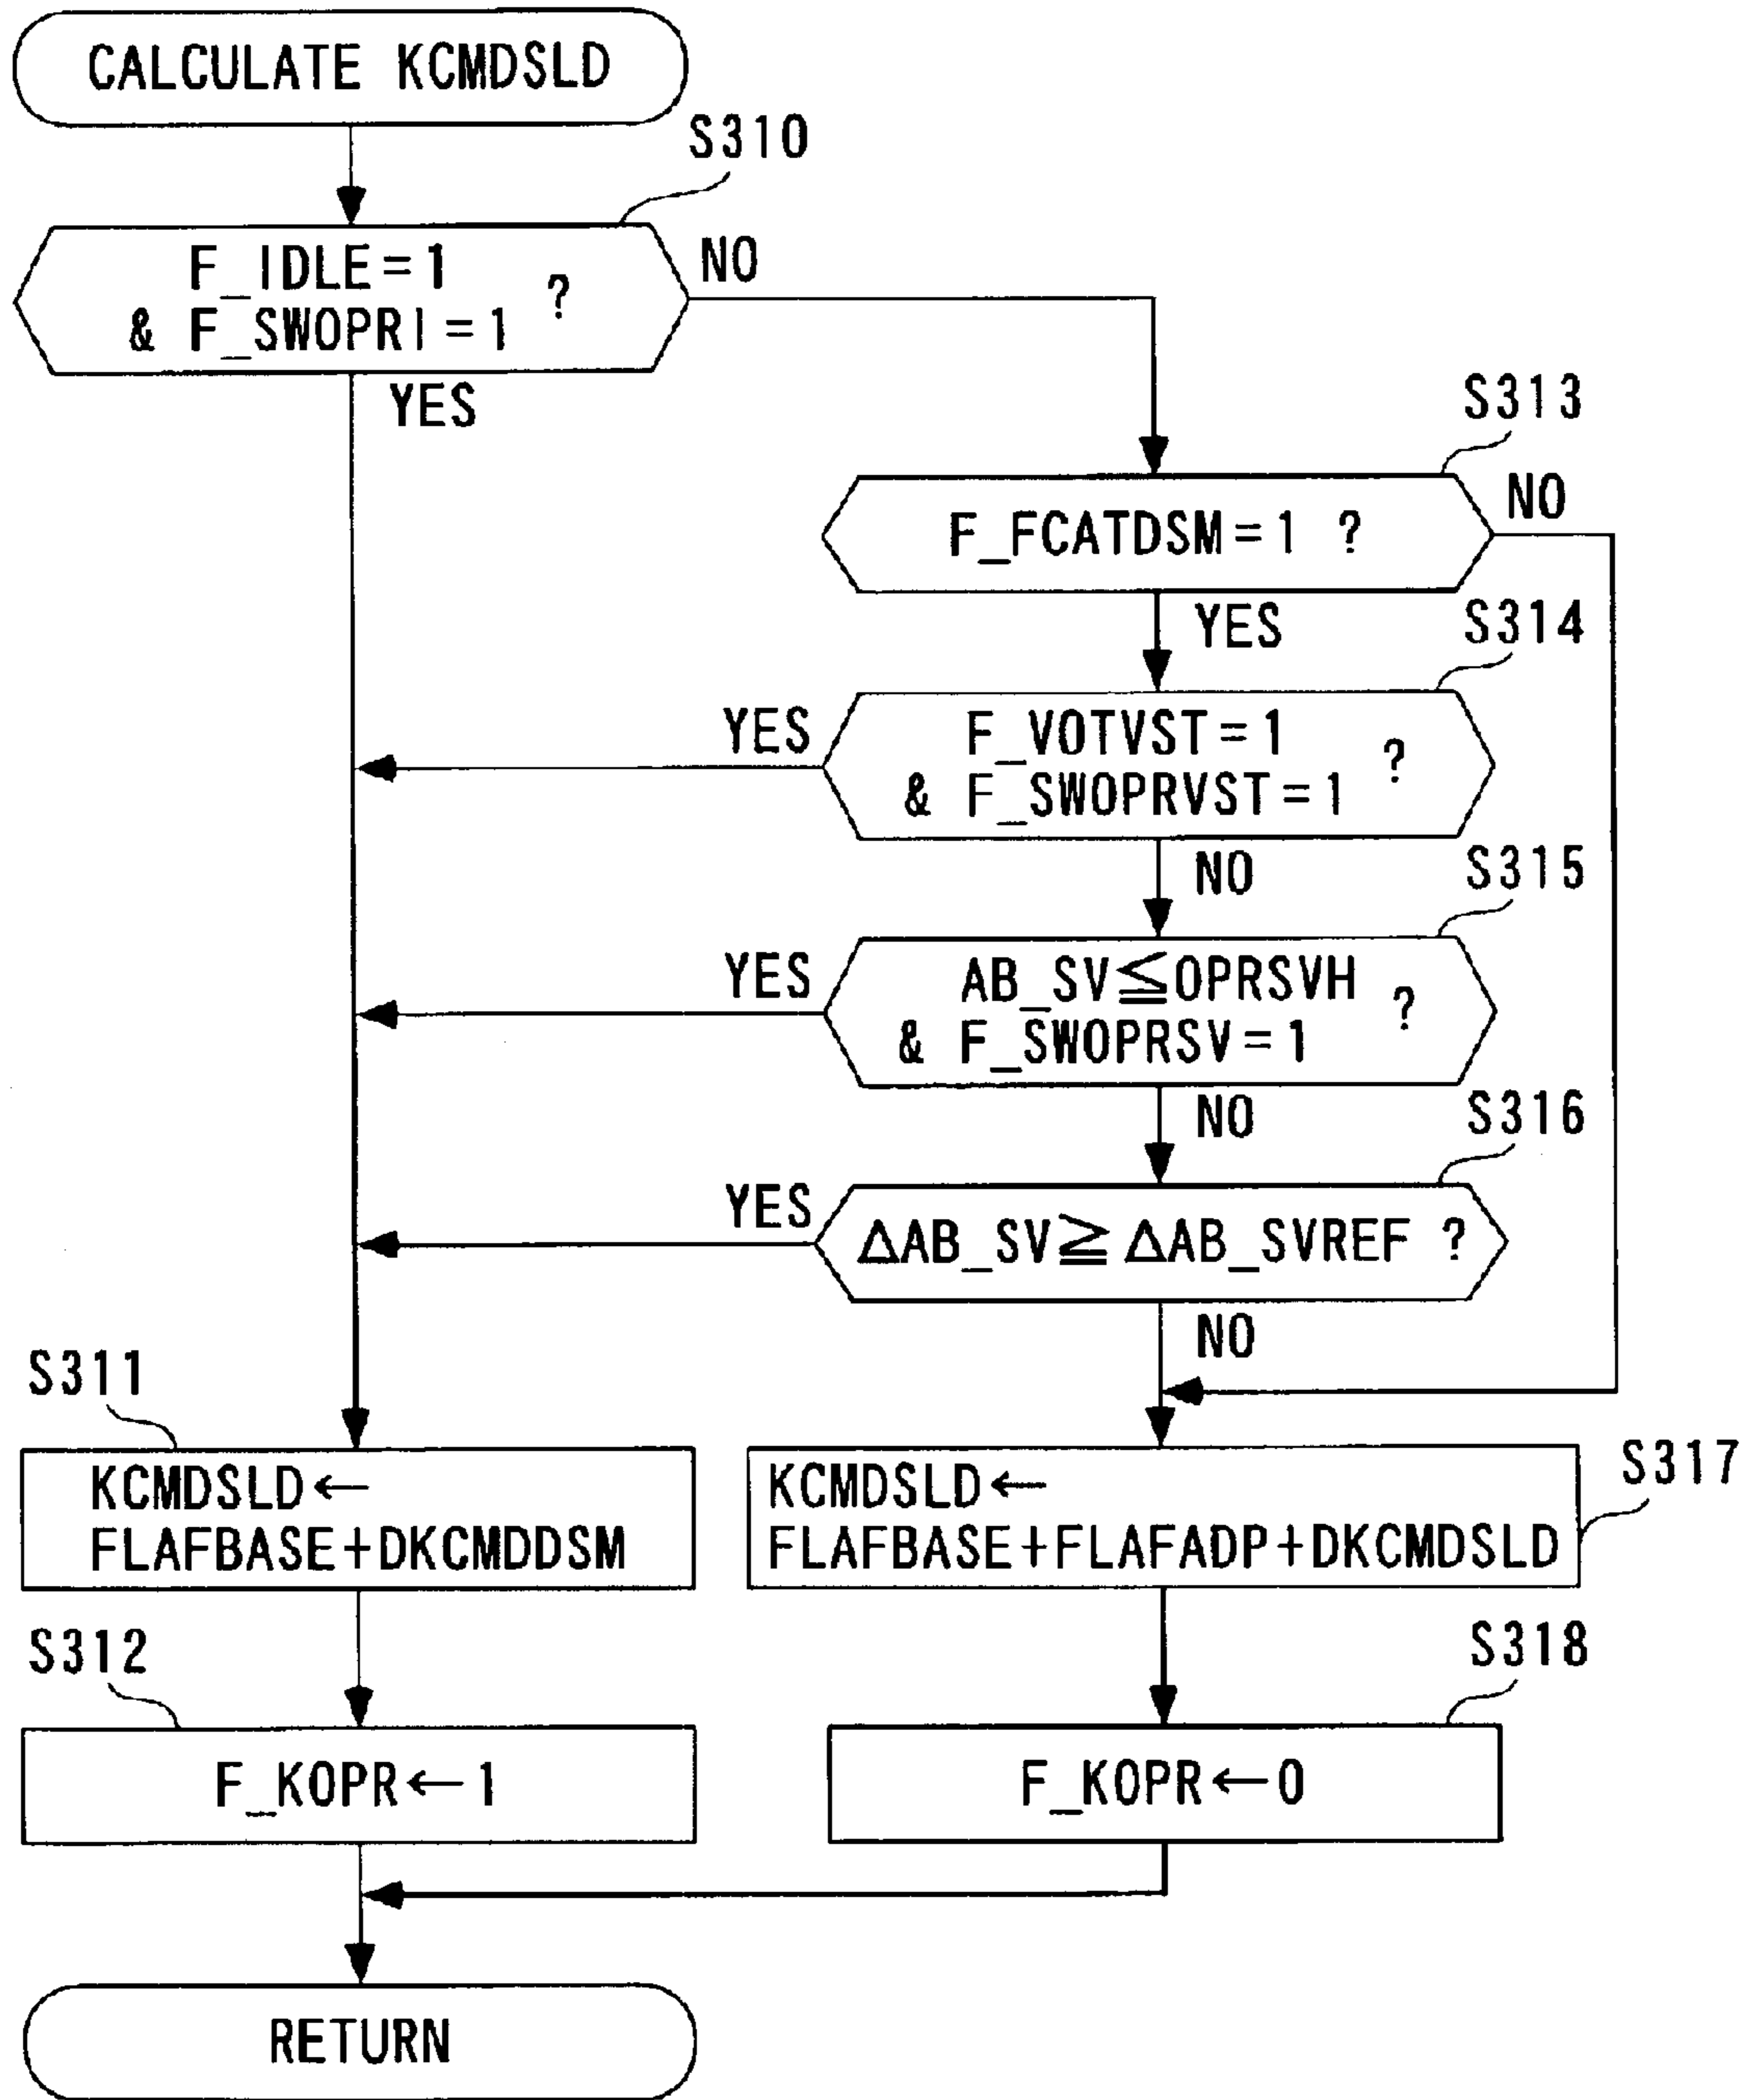 CALCULATE KCMDSLD
S310
F_IDLE=1
& F_SWOPRI=1 ?
NO
YES
S313
F_FCATDSM=1 ?
NO
YES
S314
F_VOTVST=1
& F_SWOPRVST=1 ?
YES
NO
S315
AB_SV≦OPRSVH
& F_SWOPRSV=1 ?
YES
NO
S316
ΔAB_SV≧ΔAB_SVREF ?
YES
NO
S311
KCMDSLD←
FLAFBASE+DKCMDDSM
S317
KCMDSLD←
FLAFBASE+FLAFADP+DKCMDSLD
S312
F_KOPR←1
S318
F_KOPR←0
RETURN